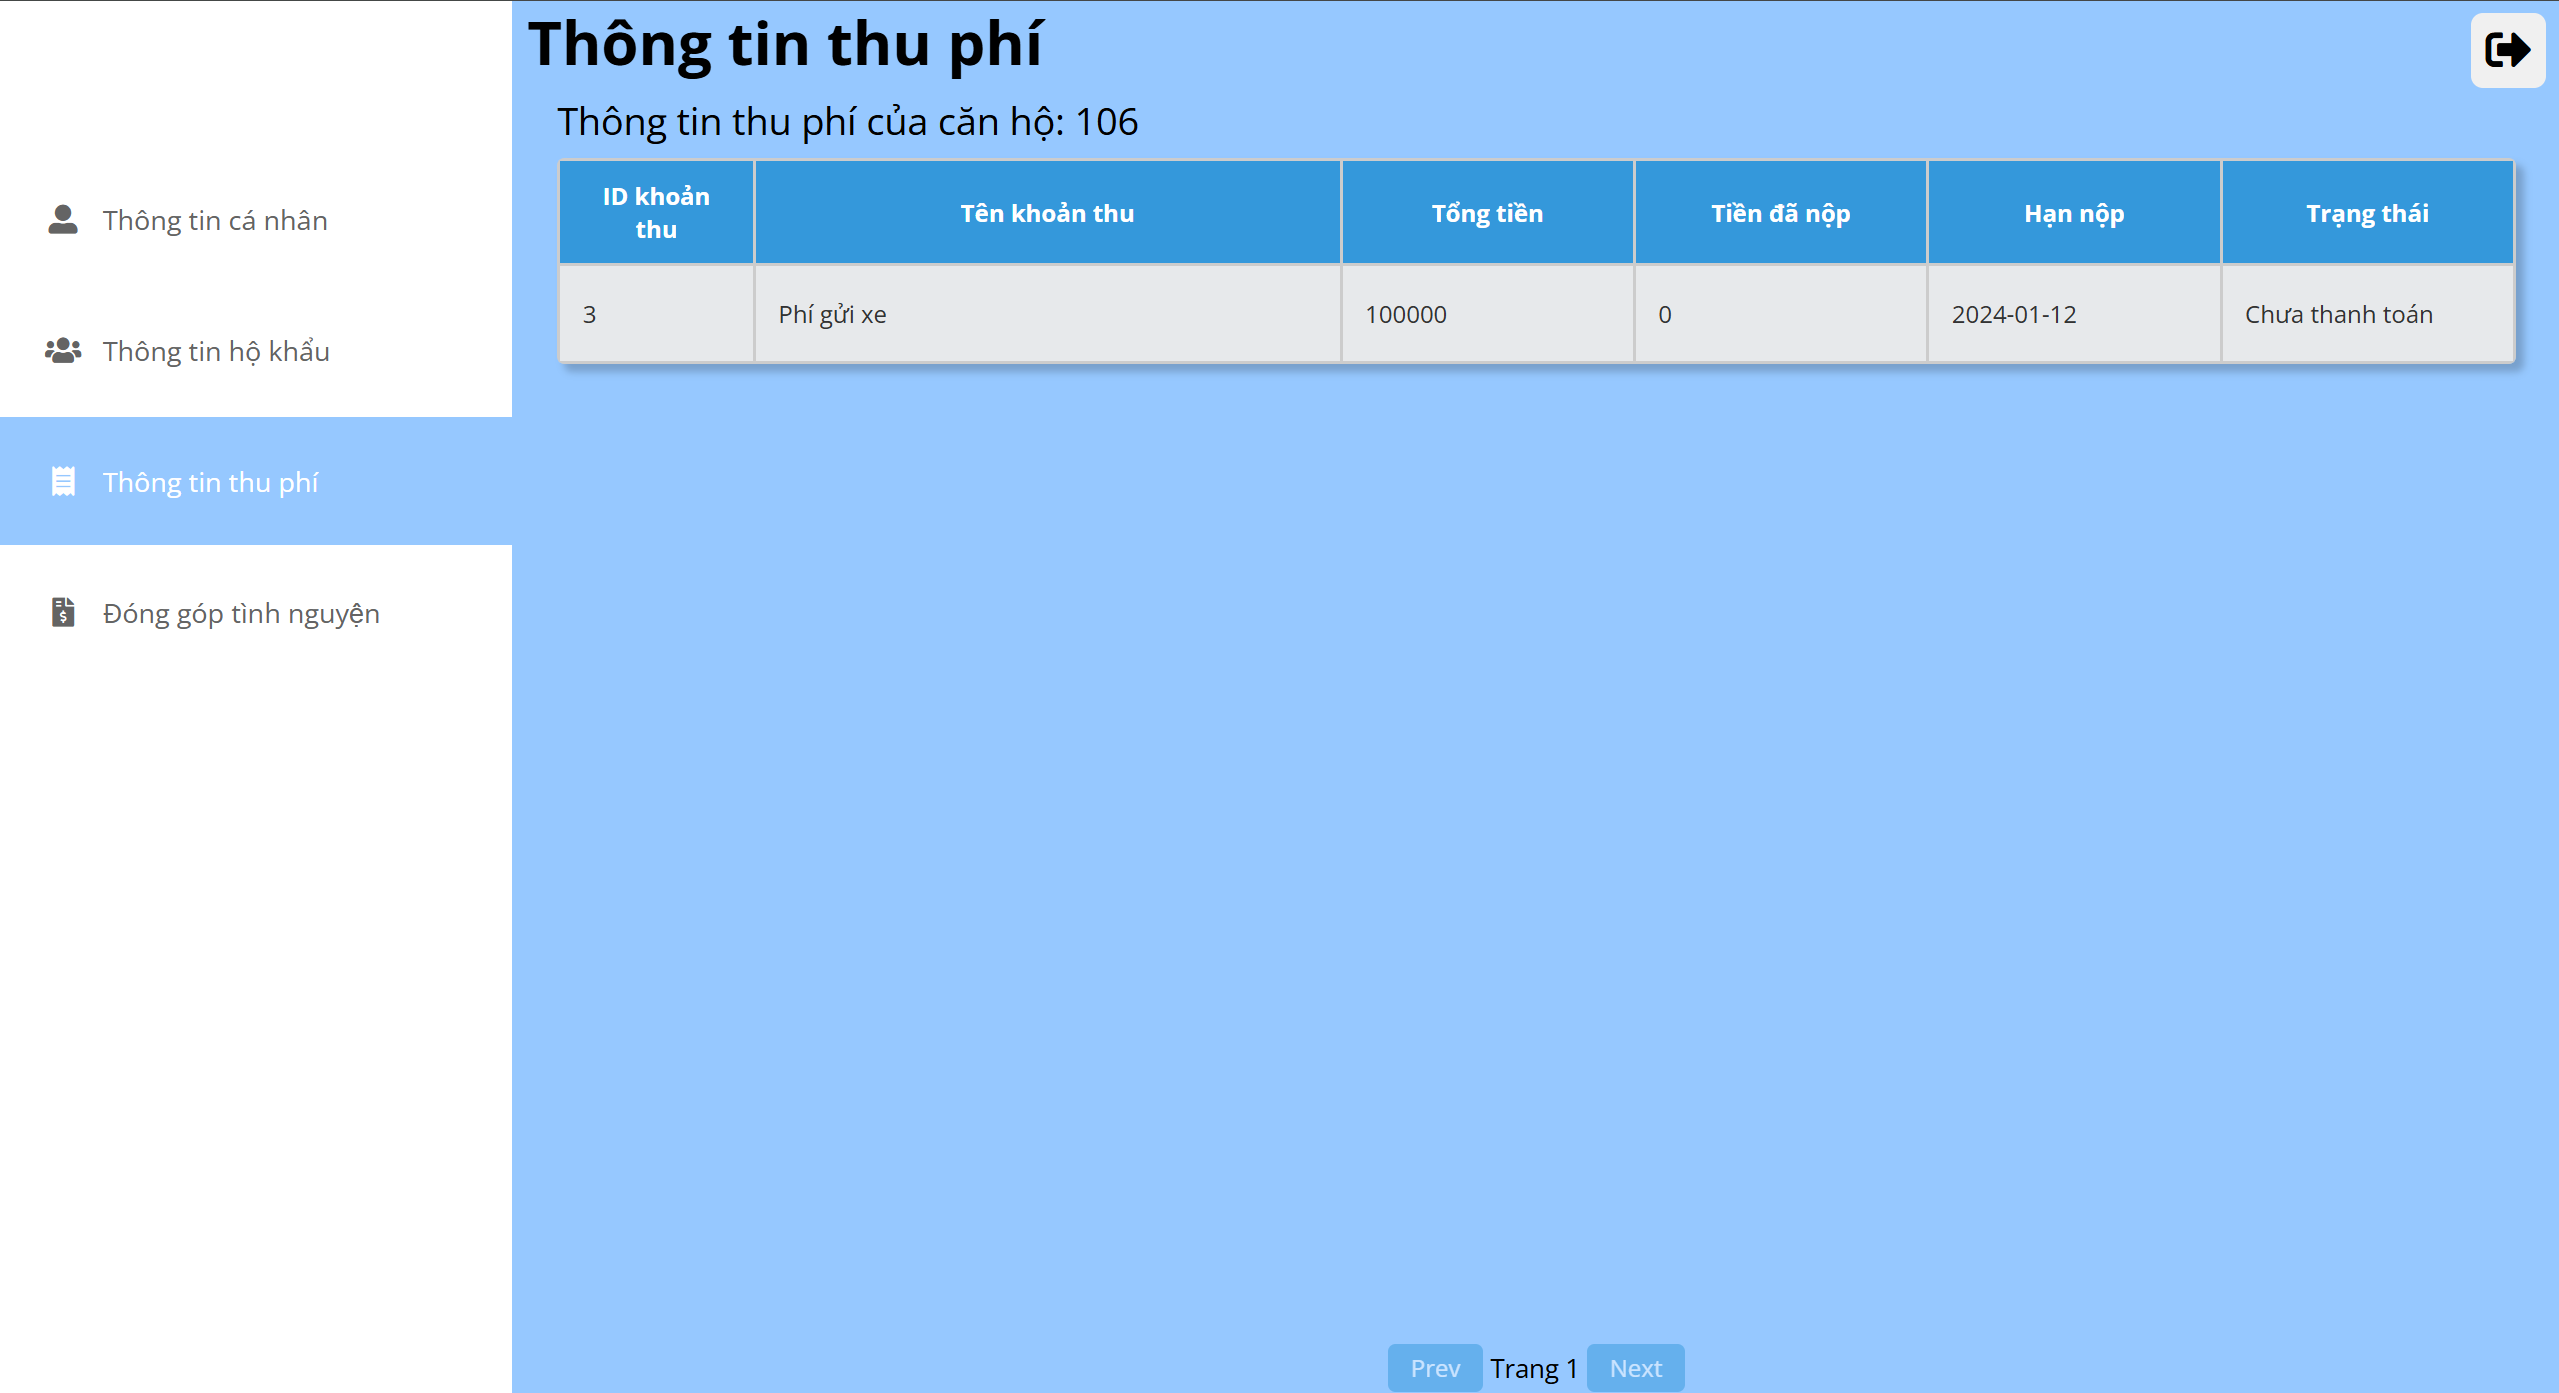 Thông tin cá nhân
Thông tin hộ khẩu
Thông tin thu phí
Đóng góp tình nguyện
Thông tin thu phí
Thông tin thu phí của căn hộ: 106
ID khoản
thu
Tên khoản thu
Tổng tiền
Tiền đã nộp
Hạn nộp
Trạng thái
3
Phí gửi xe
100000
0
2024-01-12
Chưa thanh toán
Prev Trang 1 Next